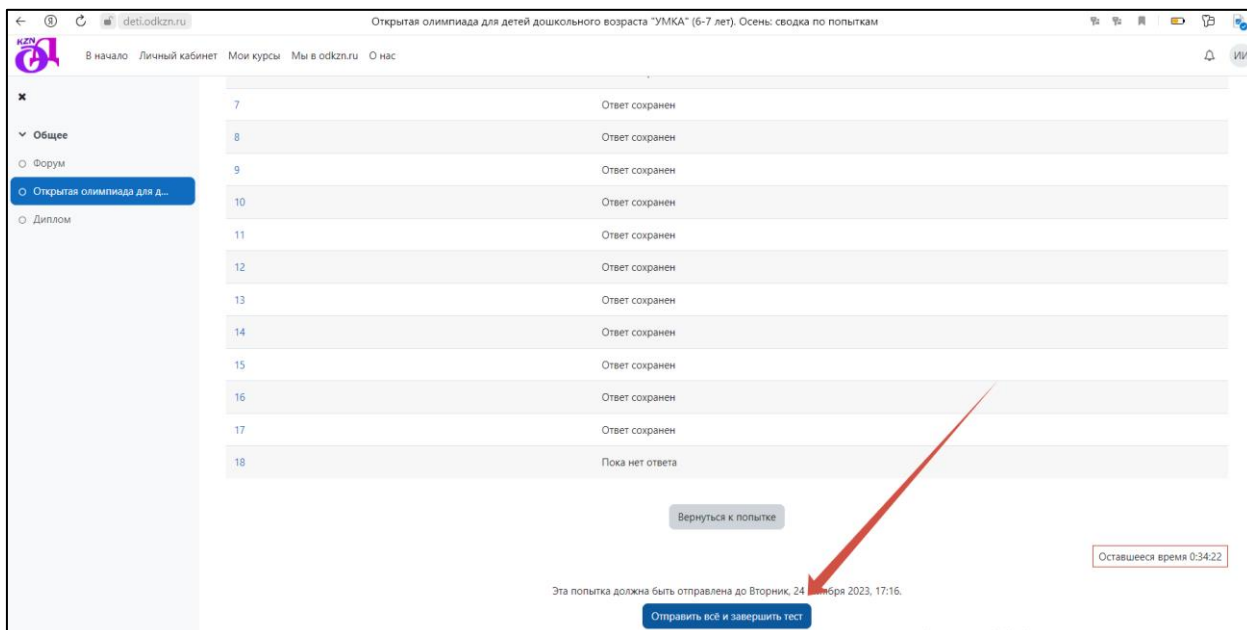 deti.odkzn.ru Открытая олимпиада для детей дошкольного возраста "УМКА" (6-7 лет). Осень: сводка по попыткам
KZN
В начало Личный кабинет Мои курсы Мы в odkzn.ru О нас ИИ
Общее
Форум
Открытая олимпиада для д...
Диплом
7 Ответ сохранен
8 Ответ сохранен
9 Ответ сохранен
10 Ответ сохранен
11 Ответ сохранен
12 Ответ сохранен
13 Ответ сохранен
14 Ответ сохранен
15 Ответ сохранен
16 Ответ сохранен
17 Ответ сохранен
18 Пока нет ответа
Вернуться к попытке
Оставшееся время 0:34:22
Эта попытка должна быть отправлена до Вторник, 24 2023, 17:16.
Отправить всё и завершить тест